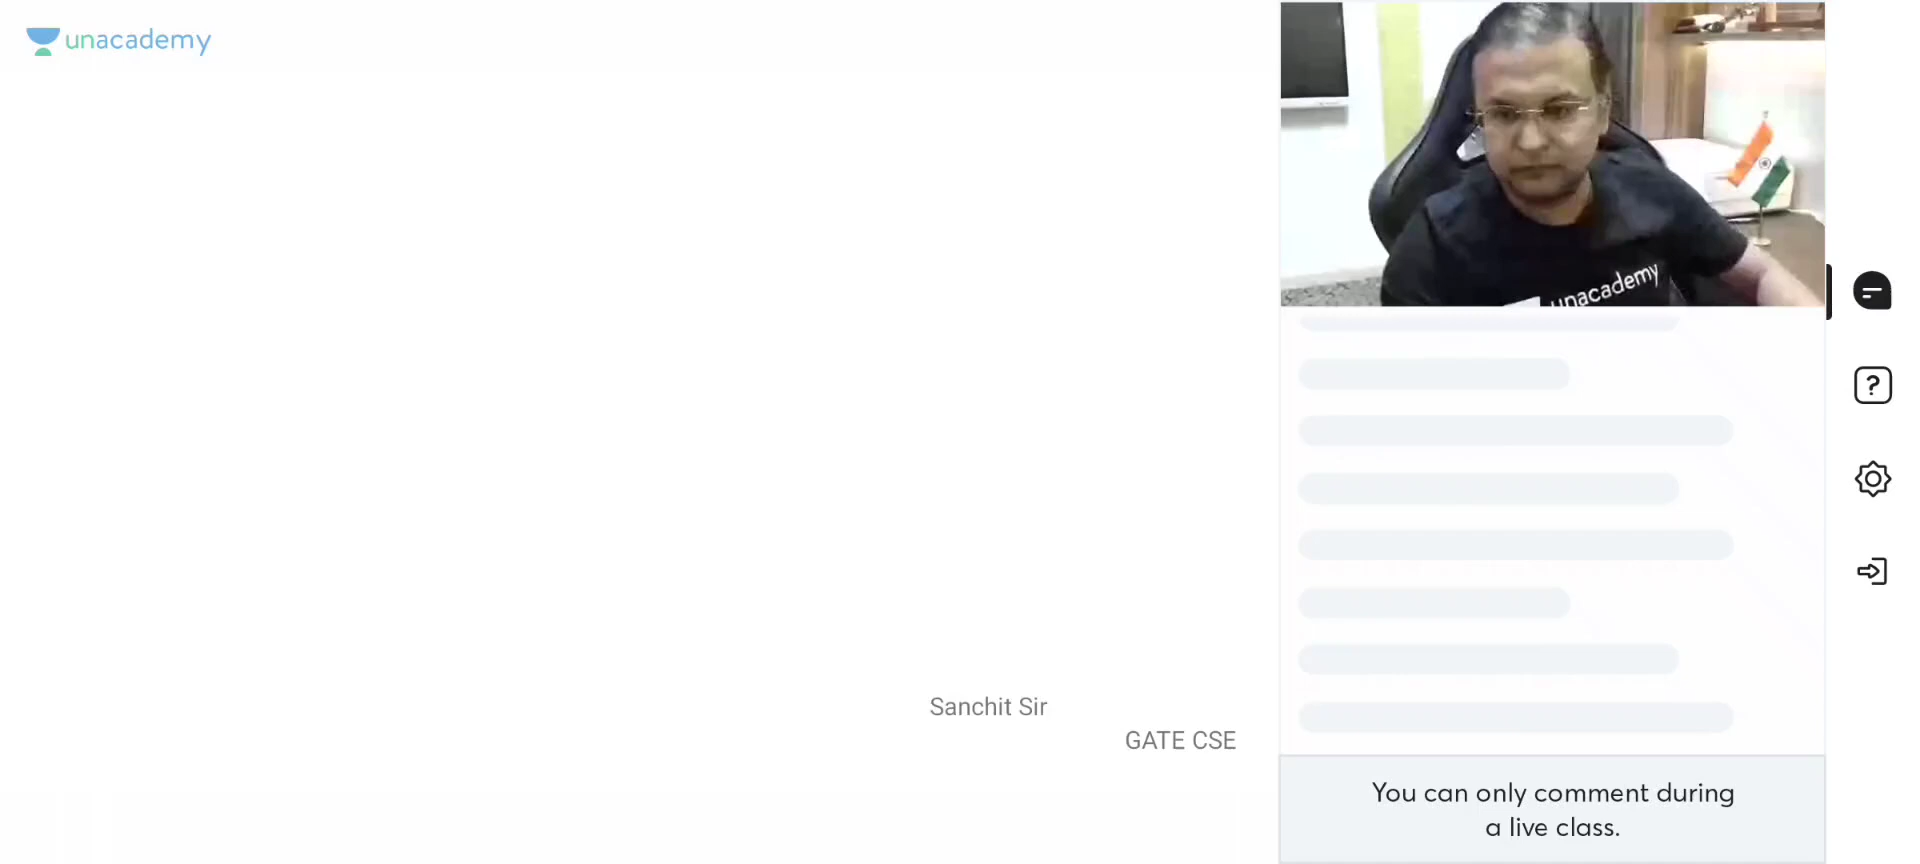 unacademy
unacademy
Sanchit Sir
GATE CSE
?
You can only comment during
a live class.